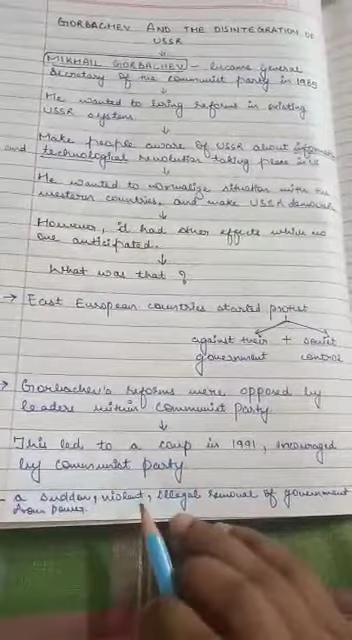 GORBACHEV AND THE DISINTEGRATION OF
USSR
MIKHAIL GORBACHEV - became general
Secretary of the communist party in 1985
He wanted to bring reforms in existing
USSR system.
Make people aware of USSR about
and technological revolution taking place in
He wanted to normalize situation with the
western countries, and make USSR
However, it had other effects which no
one anticipated.
What was that ?
→ East European countries started protest
against their + soviet
government control
→ Gorbachev's reforms were opposed by
leaders within Communist Party
This led to a coup in 1991, encouraged
by communist party
- a sudden, violent, illegal removal of government
from power.